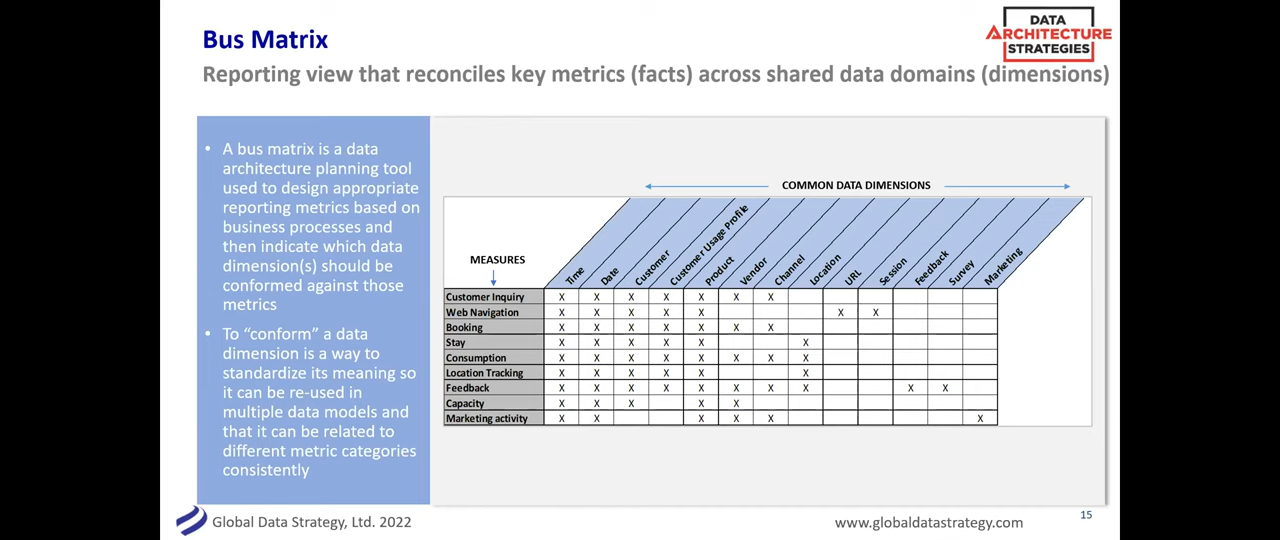 Bus Matrix
DATA
ARCHITECTURE
STRATEGIES
Reporting view that reconciles key metrics (facts) across shared data domains (dimensions)
• A bus matrix is a data
architecture planning tool
used to design appropriate
reporting metrics based on
business processes and
then indicate which data
dimension(s) should be
conformed against those
metrics
• To “conform” a data
dimension is a way to
standardize its meaning so
it can be re-used in
multiple data models and
that it can be related to
different metric categories
consistently
COMMON DATA DIMENSIONS
MEASURES
Time
Date
Customer
Customer Usage Profile
Product
Vendor
Channel
Location
URL
Session
Feedback
Survey
Marketing
Customer Inquiry X X X X X X X
Web Navigation X X X X X X X
Booking X X X X X X X
Stay X X X X X X
Consumption X X X X X X X X
Location Tracking X X X X X X
Feedback X X X X X X X X X X
Capacity X X X X X
Marketing activity X X X X X X
Global Data Strategy, Ltd. 2022
www.globaldatastrategy.com
15